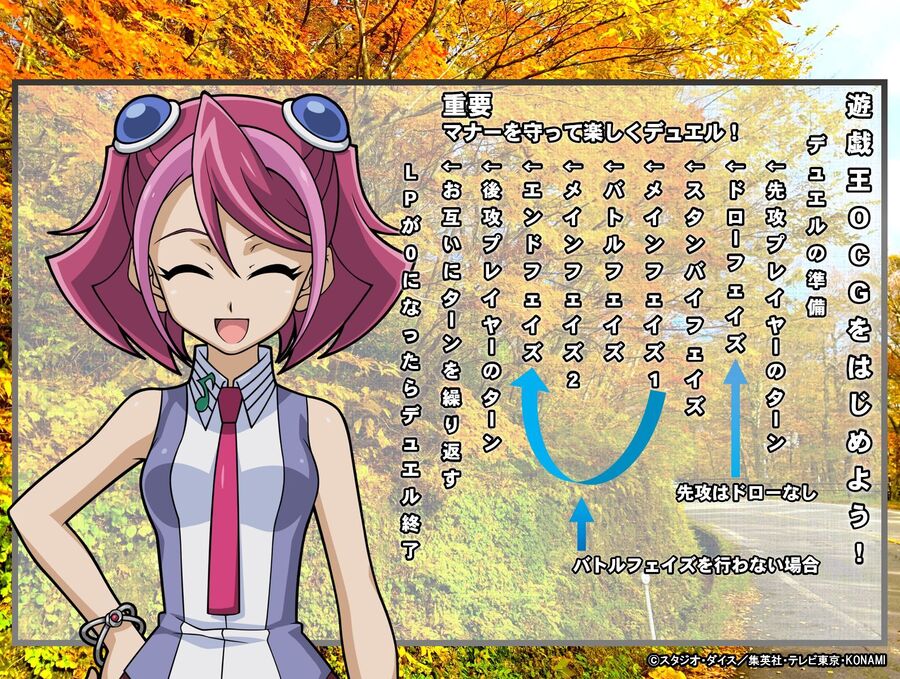 遊戯王OCGをはじめよう!
デュエルの準備
←先攻プレイヤーのターン
←ドローフェイズ
←スタンバイフェイズ
←メインフェイズ1
←バトルフェイズ
←メインフェイズ2
←エンドフェイズ
←後攻プレイヤーのターン
←お互いにターンを繰り返す
LPが0になったらデュエル終了
重要
マナーを守って楽しくデュエル!
先攻はドローなし
バトルフェイズを行わない場合
©スタジオ・ダイス/集英社・テレビ東京・KONAMI